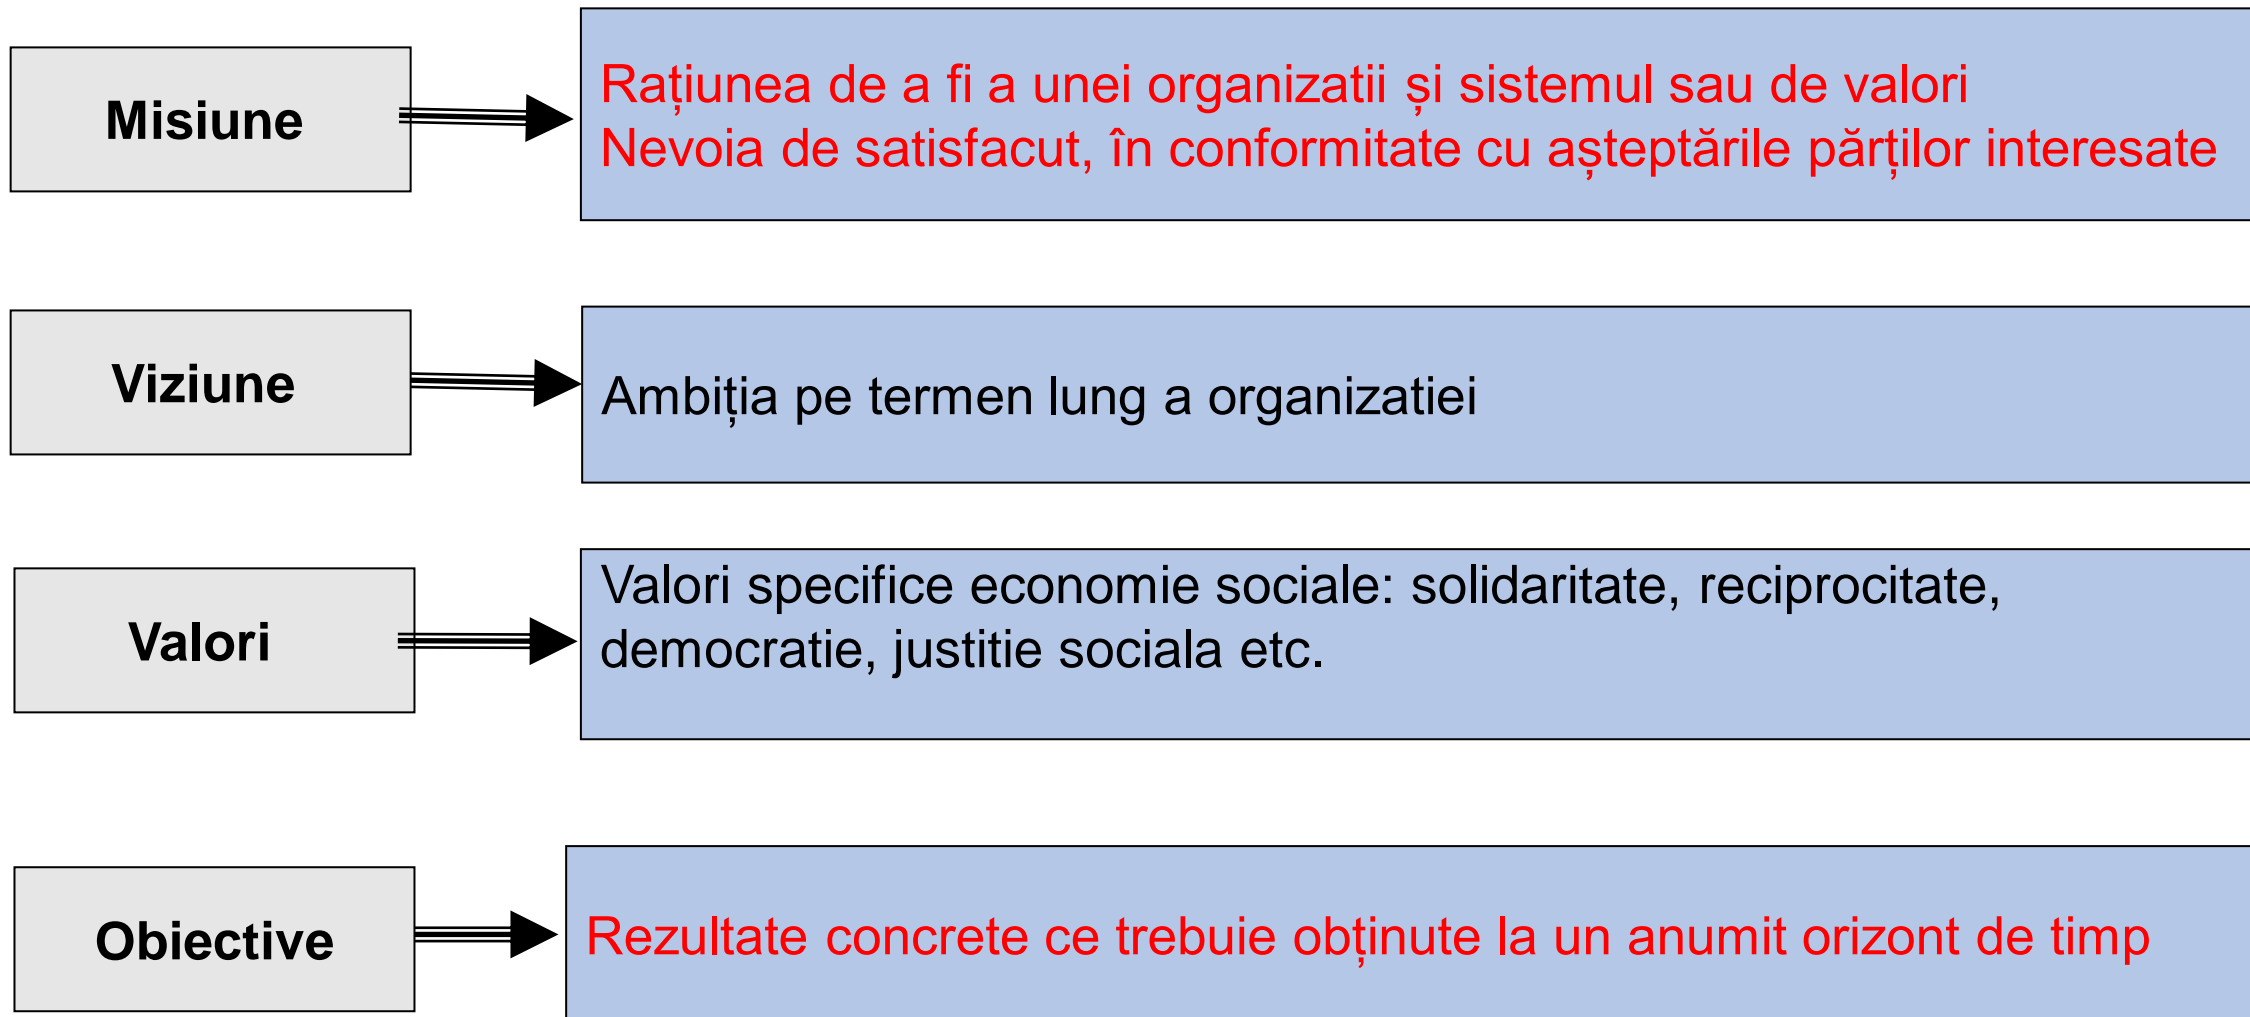 Misiune
Rațiunea de a fi a unei organizatii și sistemul sau de valori
Nevoia de satisfacut, în conformitate cu așteptările părților interesate
Viziune
Ambiția pe termen lung a organizatiei
Valori
Valori specifice economie sociale: solidaritate, reciprocitate,
democratie, justitie sociala etc.
Obiective
Rezultate concrete ce trebuie obținute la un anumit orizont de timp